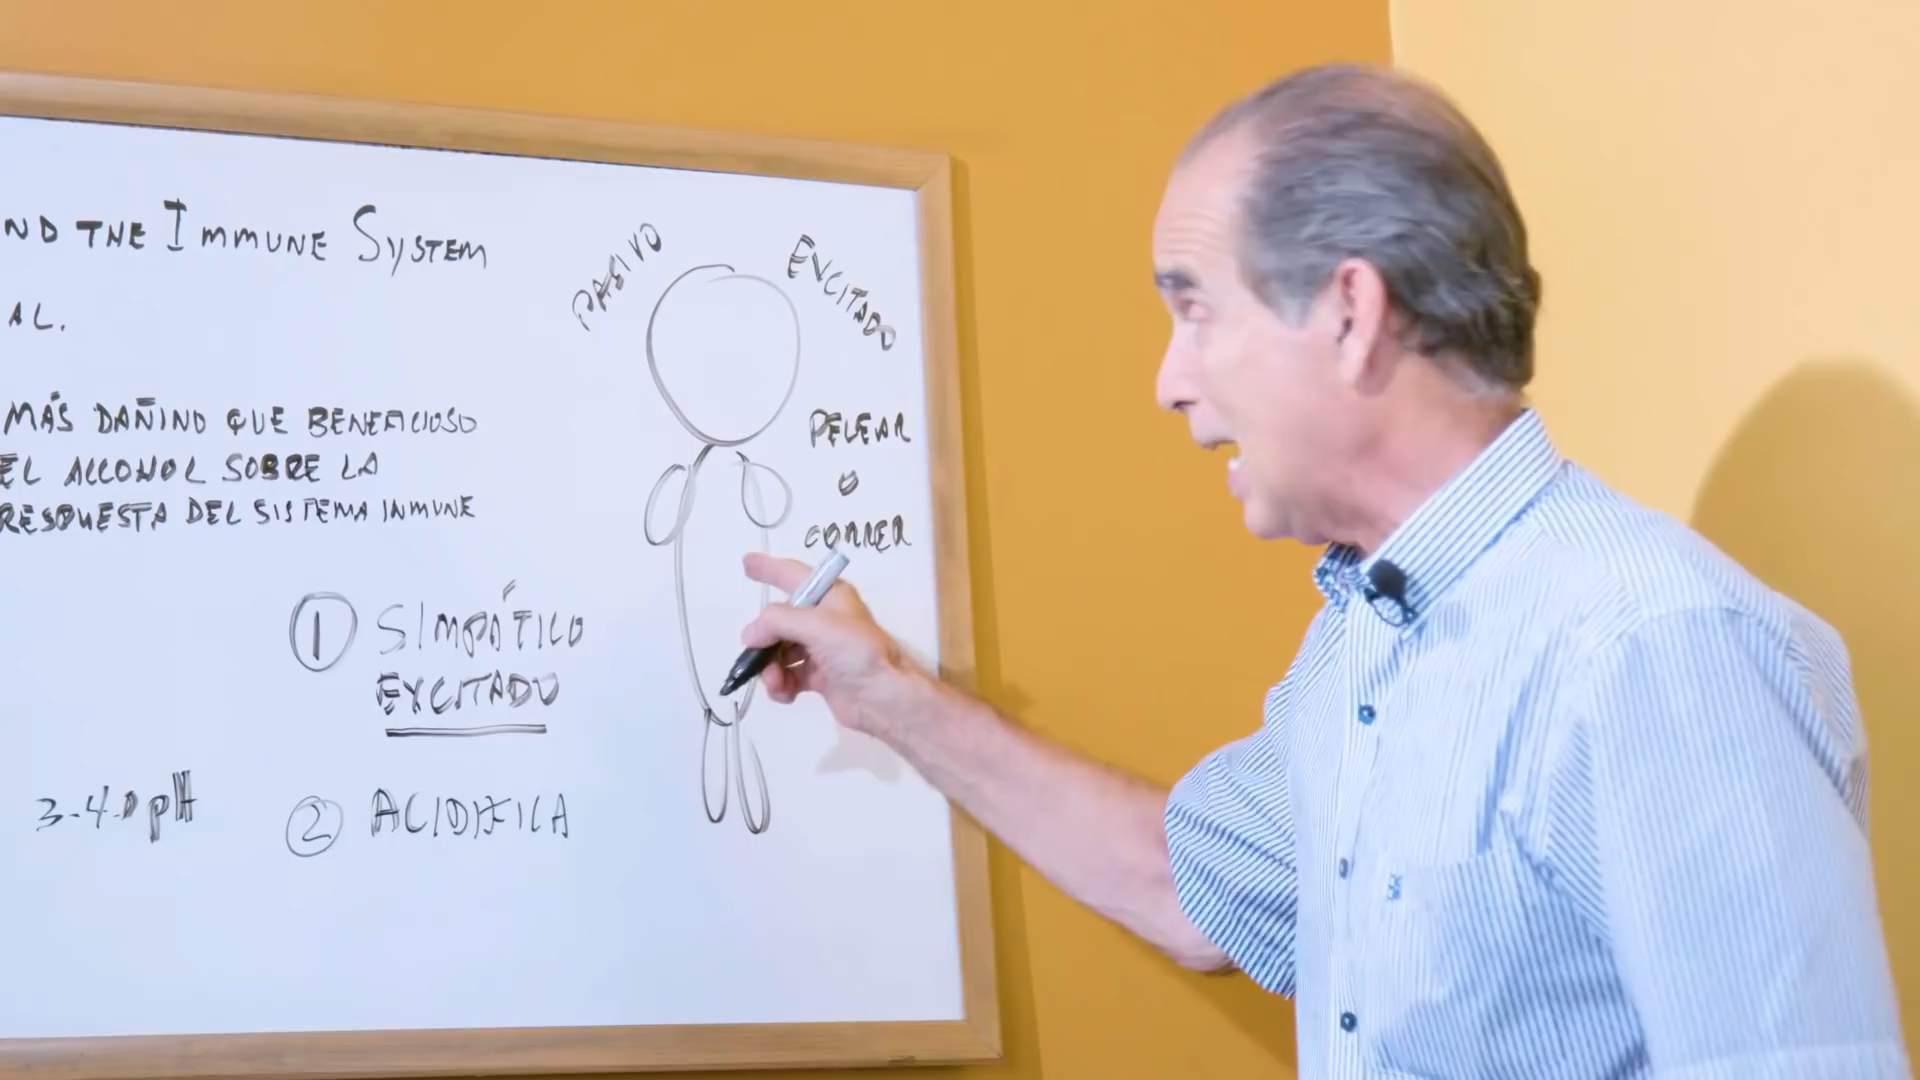 ND THE IMMUNE SYSTEM
AL.
MÁS DAÑINO QUE BENEFICIOSO
EL ALCOHOL SOBRE LA
RESPUESTA DEL SISTEMA INMUNE
1 SIMPÁTICO
EXCITADO
3-4.0 pH
2 ACIDIFICA
PASIVO
EXCITADO
PELEAR
O
CORRER